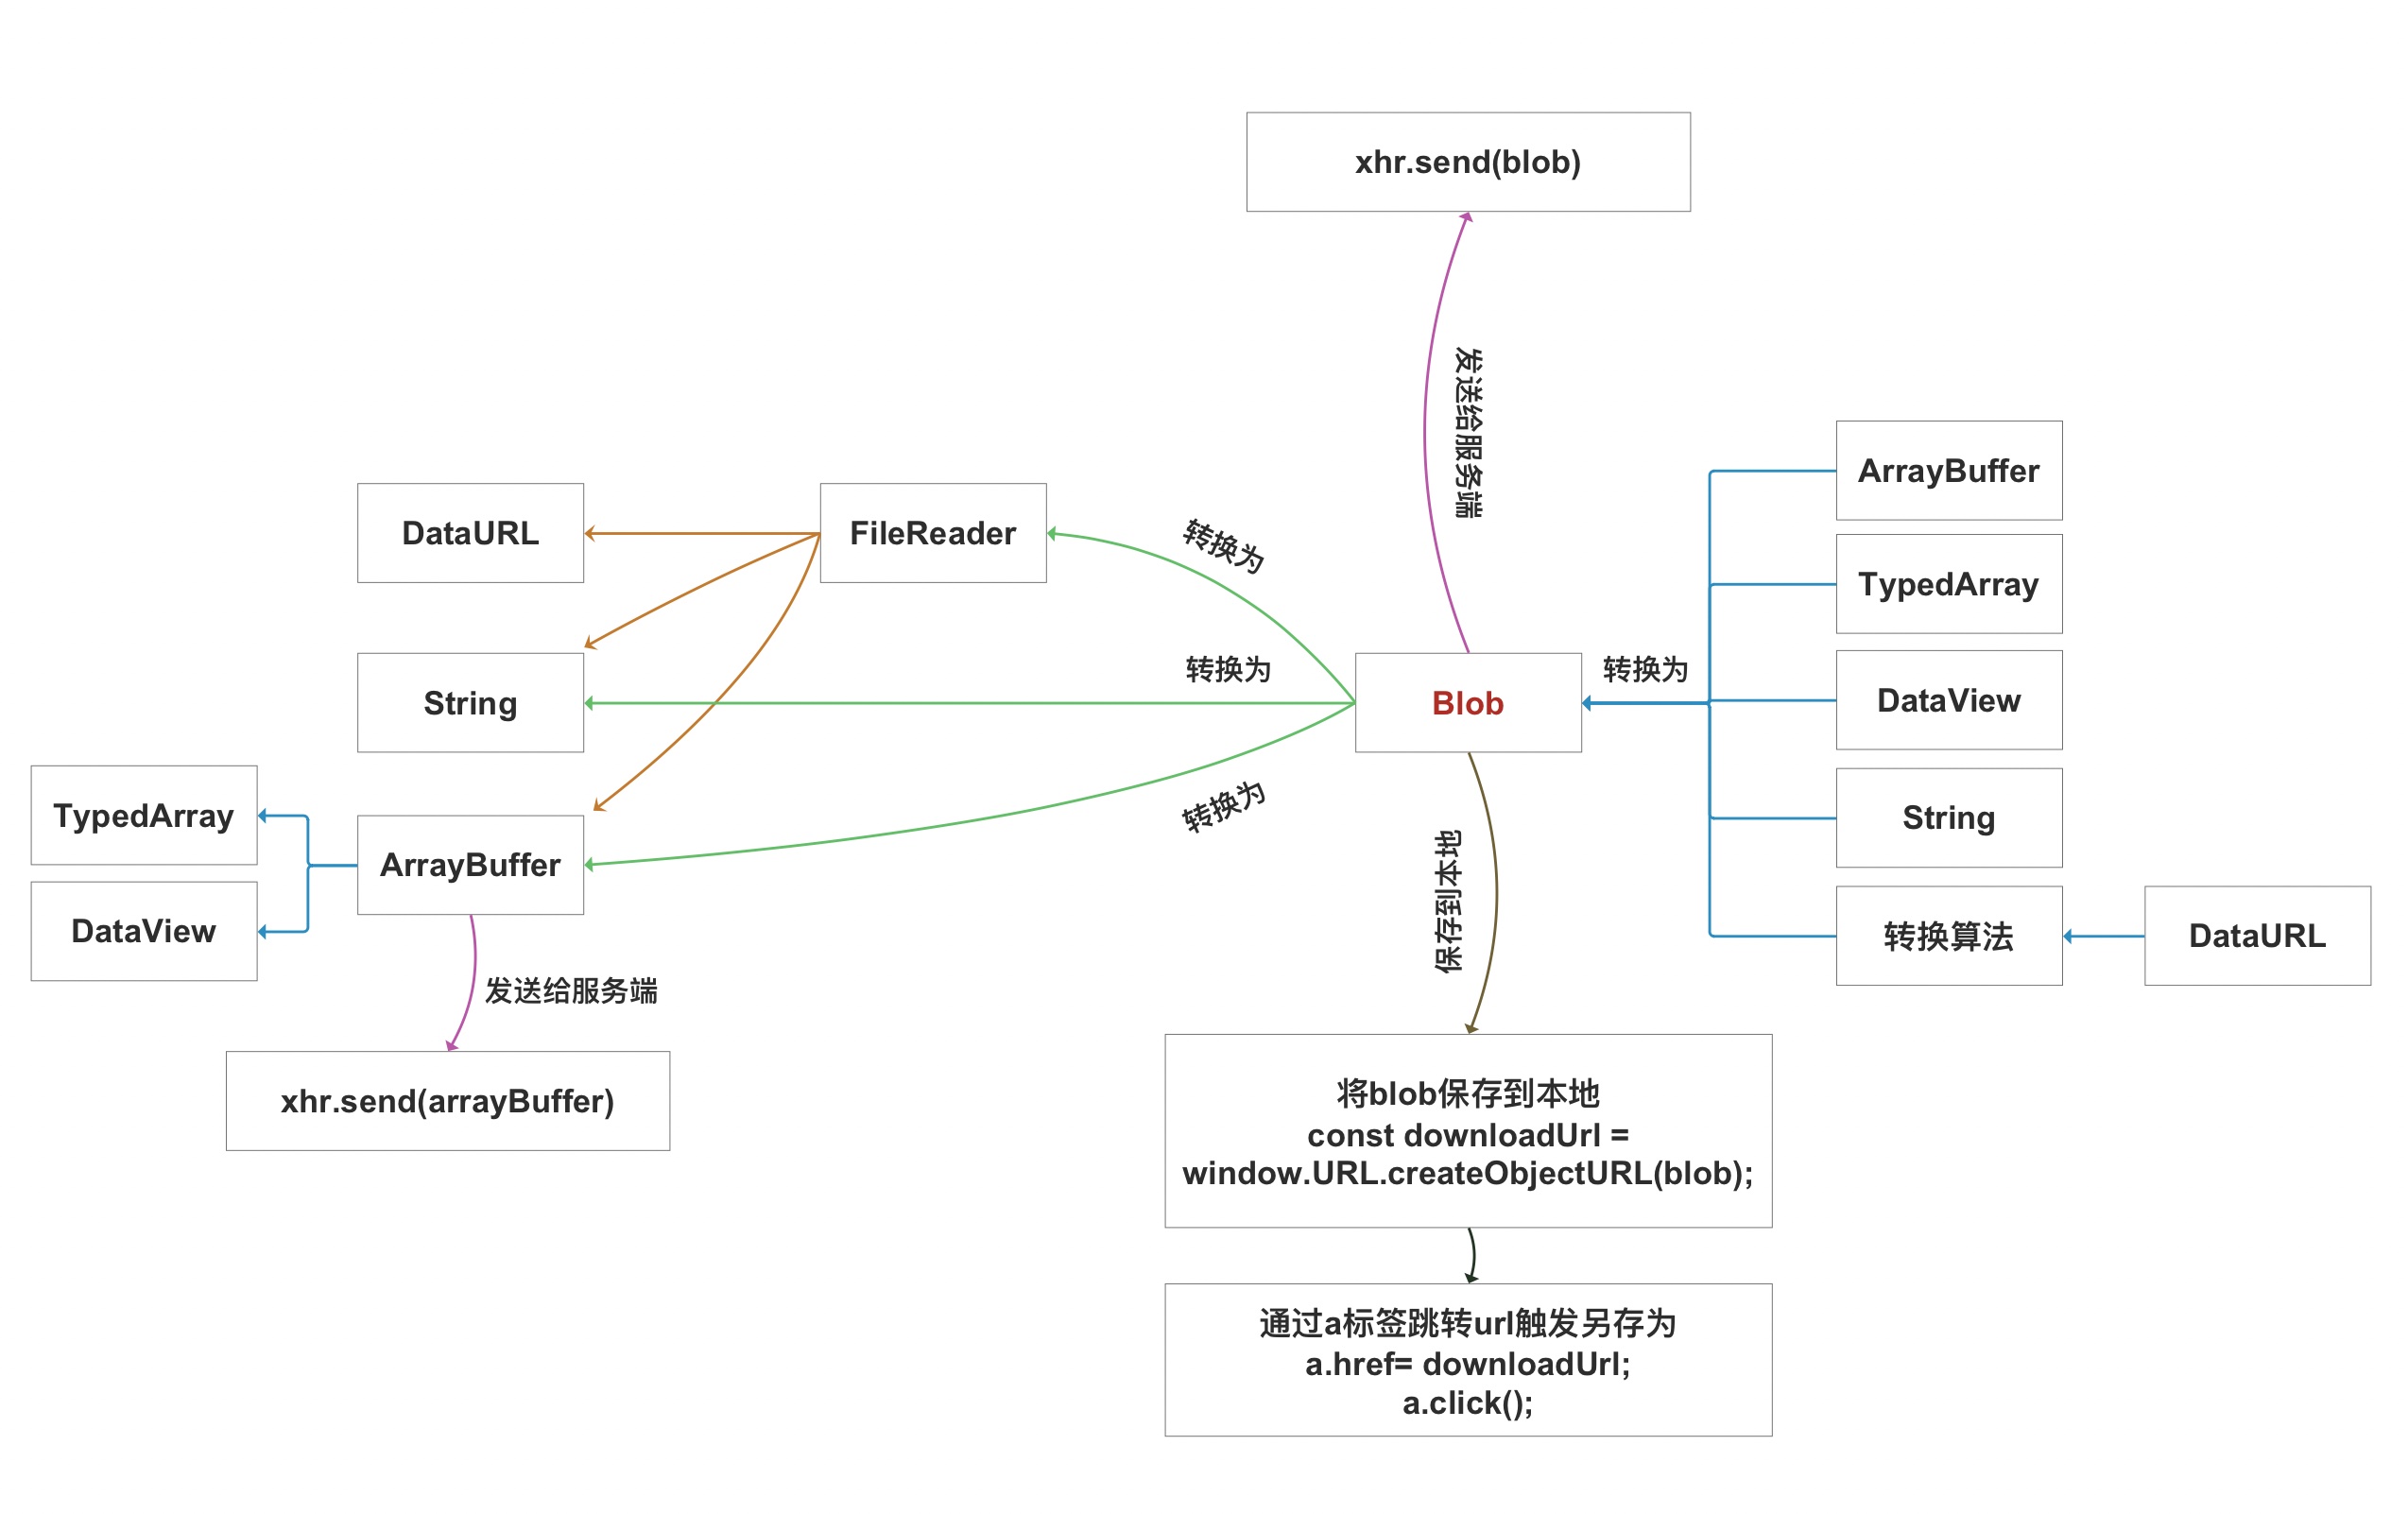 xhr.send(blob)
发送给服务端
ArrayBuffer
DataURL
FileReader
转换为
TypedArray
String
转换为
Blob
转换为
DataView
TypedArray
转换为
String
ArrayBuffer
DataView
保存到本地
转换算法
DataURL
发送给服务端
xhr.send(arrayBuffer)
将blob保存到本地
const downloadUrl =
window.URL.createObjectURL(blob);
通过a标签跳转url触发另存为
a.href= downloadUrl;
a.click();